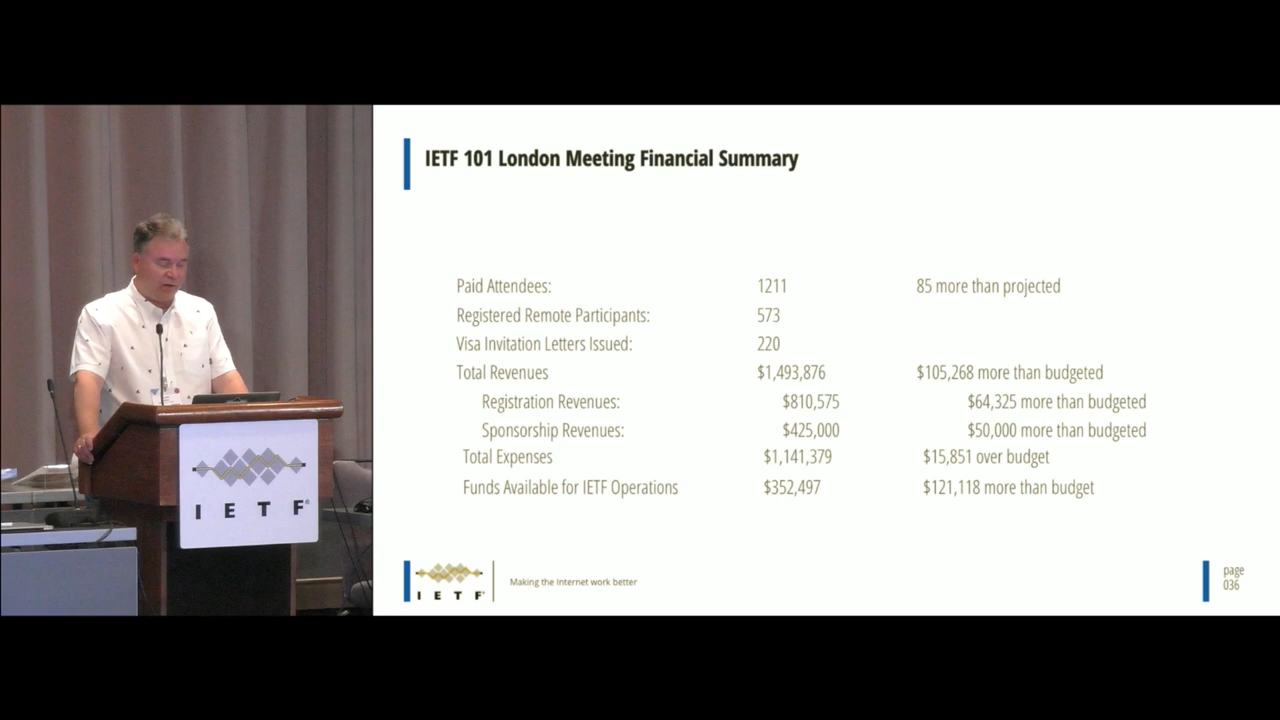 IETF 101 London Meeting Financial Summary
Paid Attendees: 1211 85 more than projected
Registered Remote Participants: 573
Visa Invitation Letters Issued: 220
Total Revenues $1,493,876 $105,268 more than budgeted
Registration Revenues: $810,575 $64,325 more than budgeted
Sponsorship Revenues: $425,000 $50,000 more than budgeted
Total Expenses $1,141,379 $15,851 over budget
Funds Available for IETF Operations $352,497 $121,118 more than budget
I E T F®
I E T F
Making the Internet work better
page
036